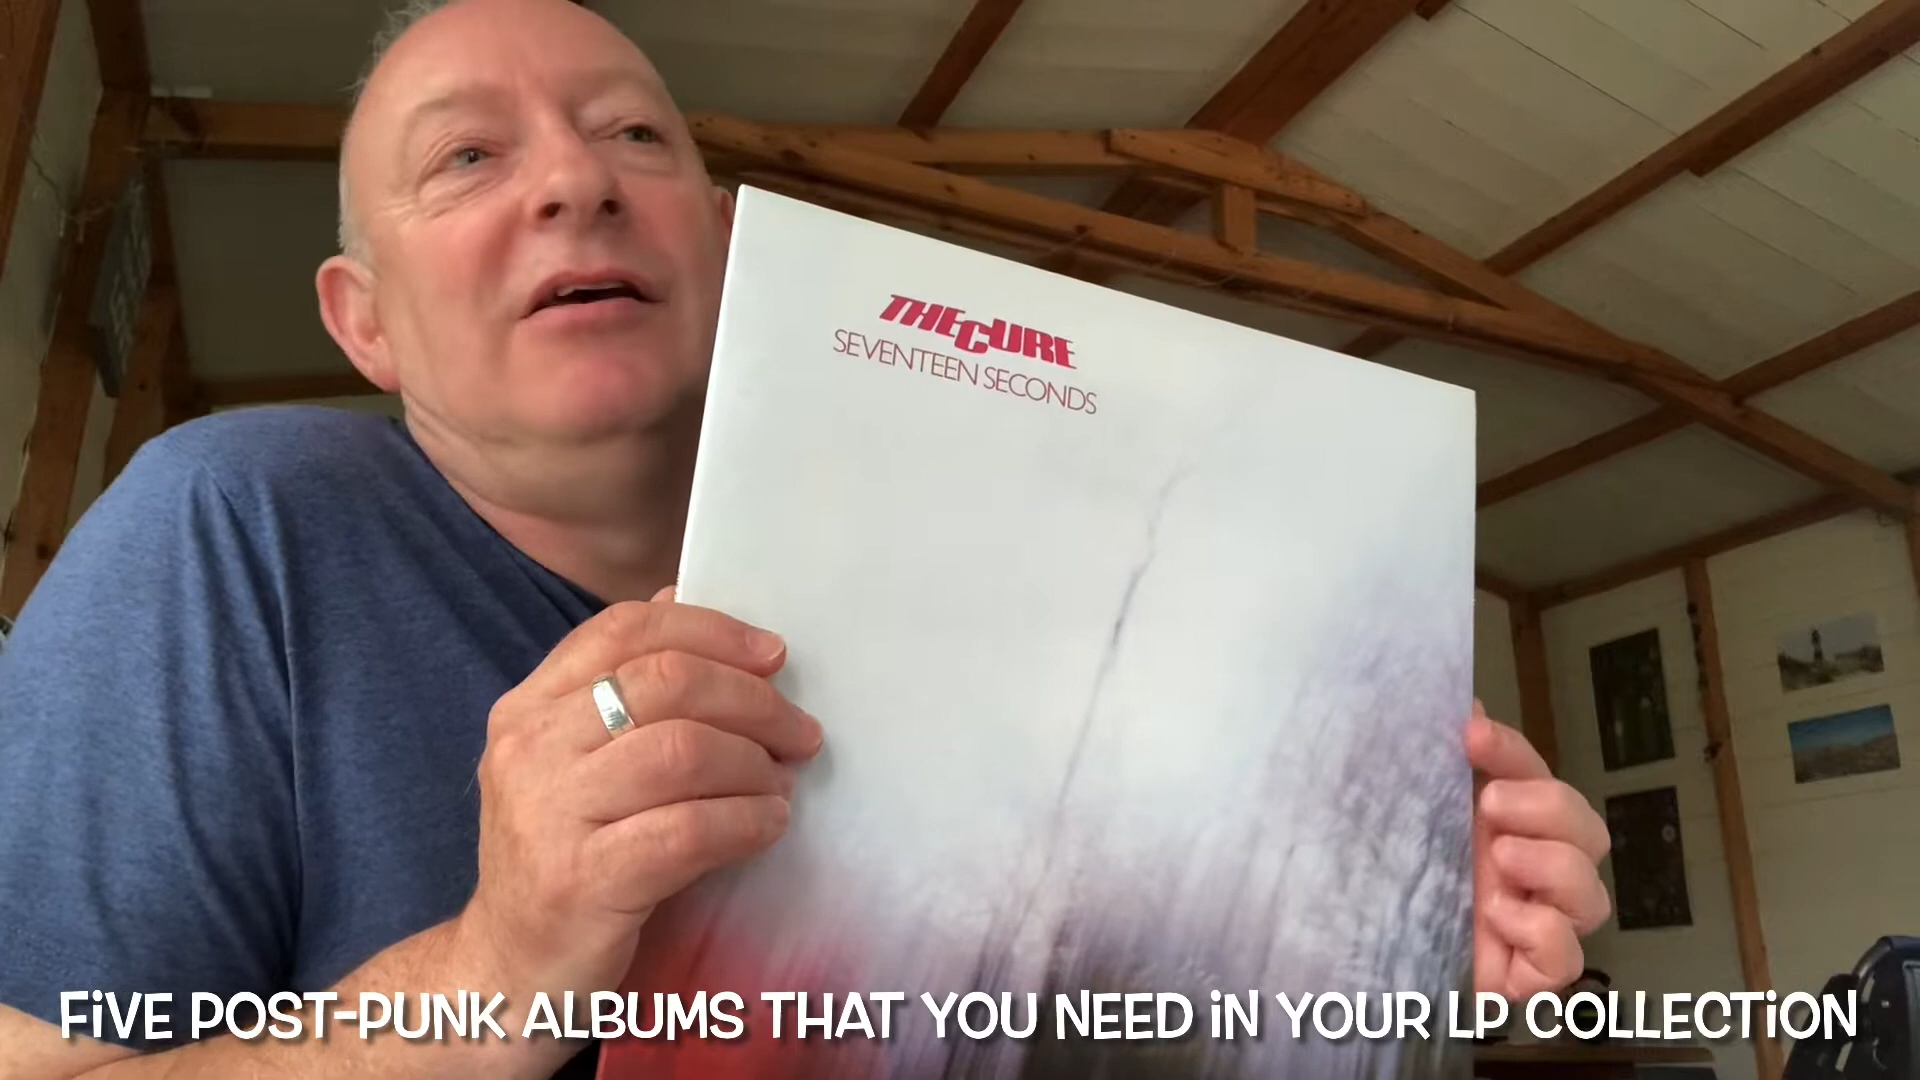 THE CURE
SEVENTEEN SECONDS
FiVE POST-PUNK ALBUMS THAT YOU NEED iN YOUR LP COLLECTiON